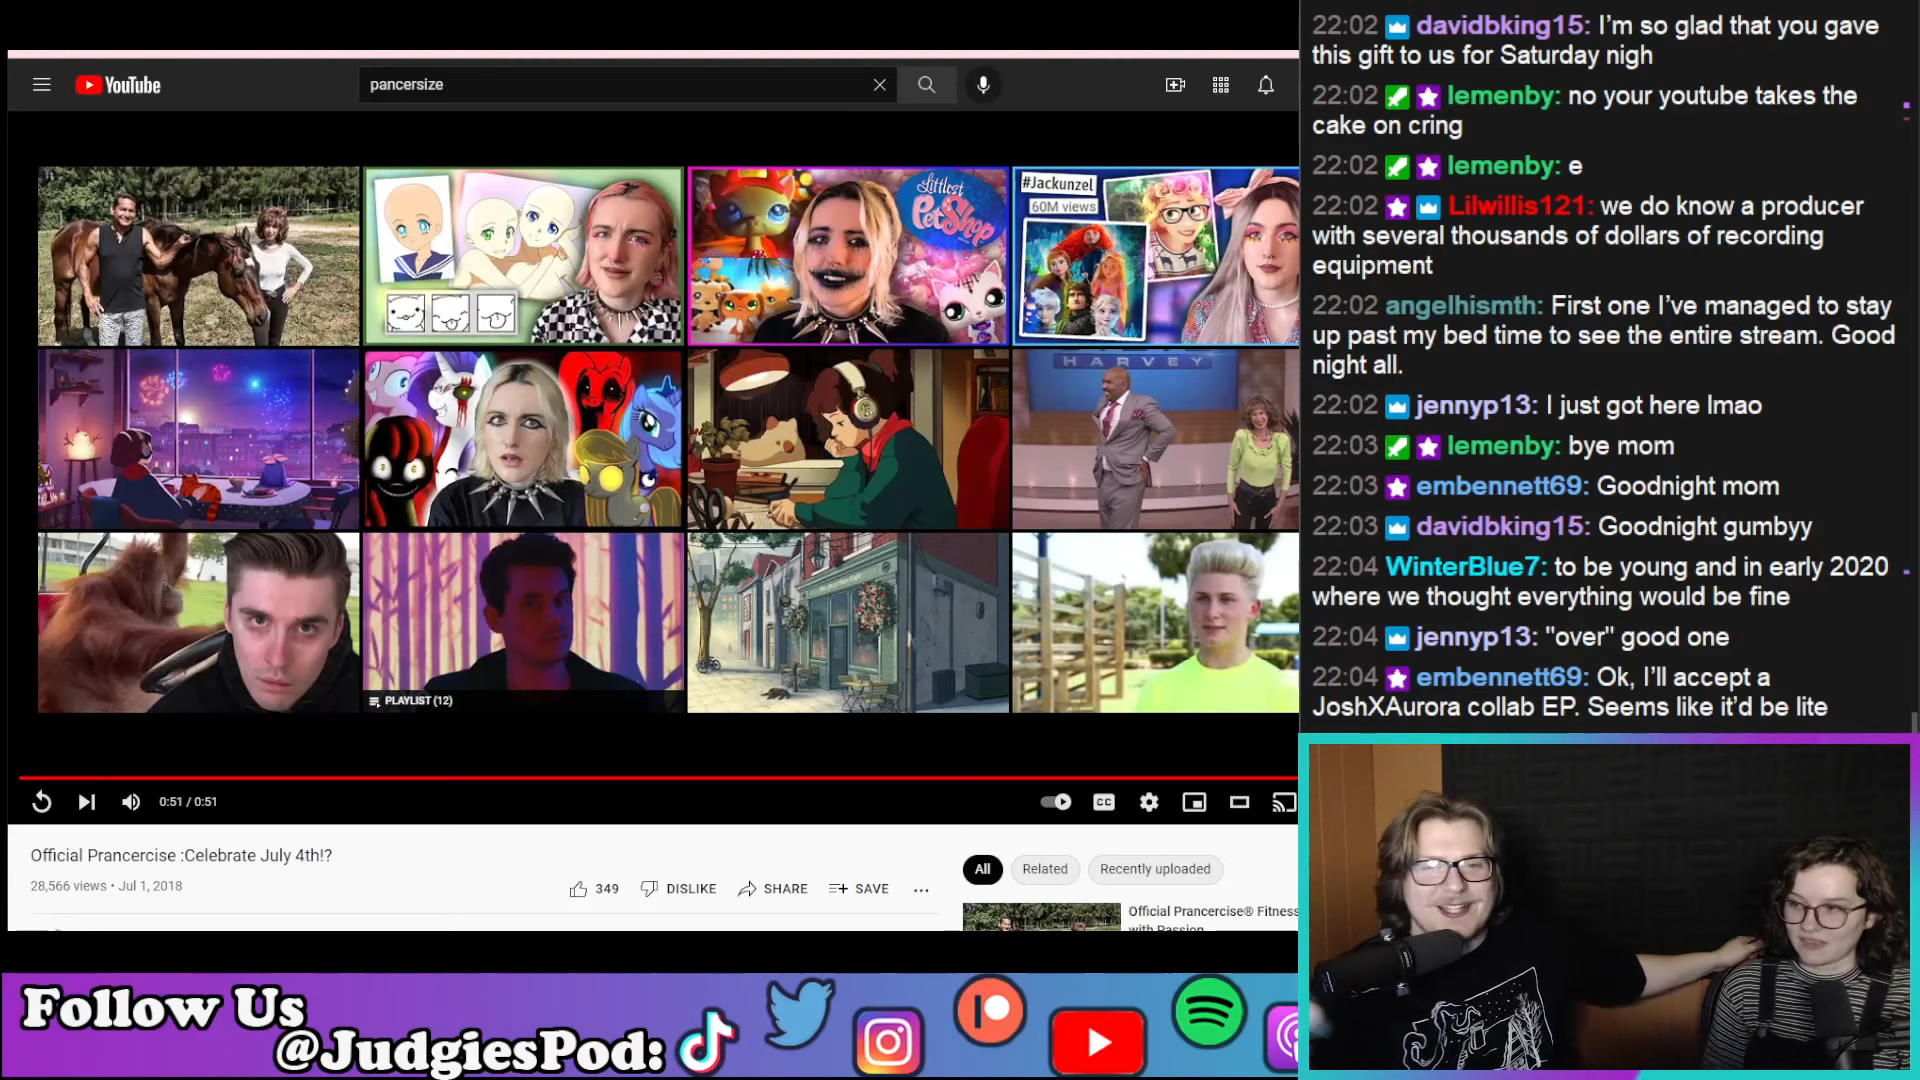 YouTube
pancersize
Littlest
PetShop
#Jackunzel
60M views
HARVEY
PLAYLIST (12)
0:51 / 0:51
CC
Official Prancercise :Celebrate July 4th!?
28,566 views • Jul 1, 2018
349
DISLIKE
SHARE
SAVE
All
Related
Recently uploaded
Official Prancercise® Fitness
with Passion
Follow Us
@JudgiesPod:
22:02 davidbking15: I’m so glad that you gave
this gift to us for Saturday nigh
22:02 lemenby: no your youtube takes the
cake on cring
22:02 lemenby: e
22:02 Lilwillis121: we do know a producer
with several thousands of dollars of recording
equipment
22:02 angelhismth: First one I’ve managed to stay
up past my bed time to see the entire stream. Good
night all.
22:02 jennyp13: I just got here lmao
22:03 lemenby: bye mom
22:03 embennett69: Goodnight mom
22:03 davidbking15: Goodnight gumbyy
22:04 WinterBlue7: to be young and in early 2020
where we thought everything would be fine
22:04 jennyp13: "over" good one
22:04 embennett69: Ok, I’ll accept a
JoshXAurora collab EP. Seems like it’d be lite